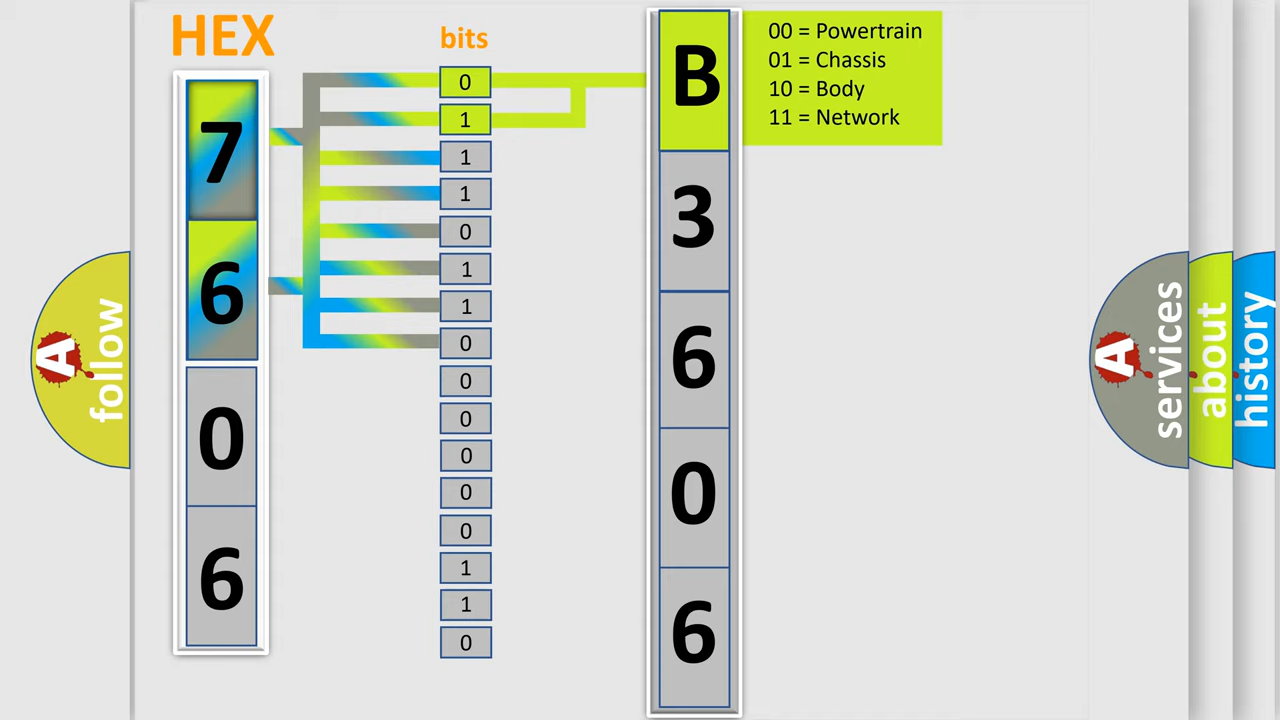 HEX
bits
7
6
0
6
0
1
1
1
0
1
1
0
0
0
0
0
0
1
1
0
B
3
6
0
6
00 = Powertrain
01 = Chassis
10 = Body
11 = Network
A
follow
A
services
about
history